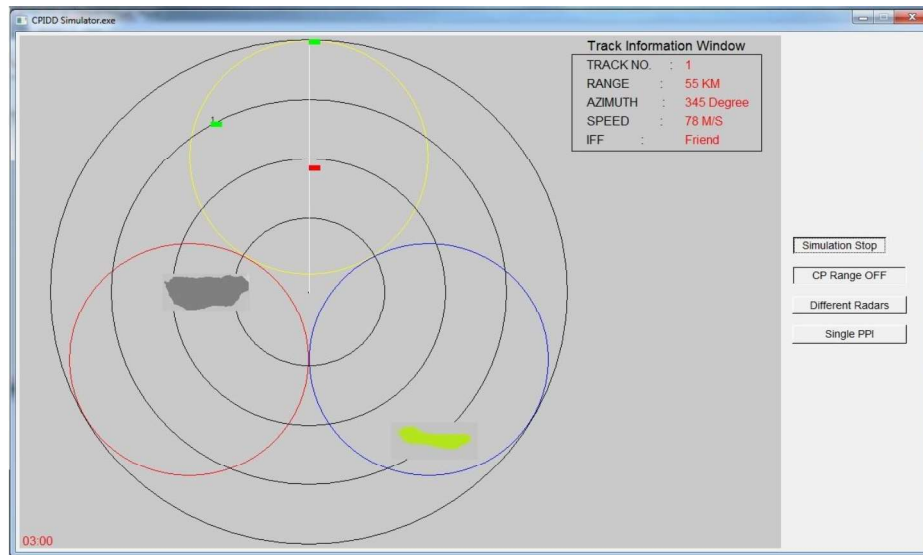 CPIDD Simulator.exe
Track Information Window
TRACK NO. : 1
RANGE : 55 KM
AZIMUTH : 345 Degree
SPEED : 78 M/S
IFF : Friend
1
Simulation Stop
CP Range OFF
Different Radars
Single PPI
03:00